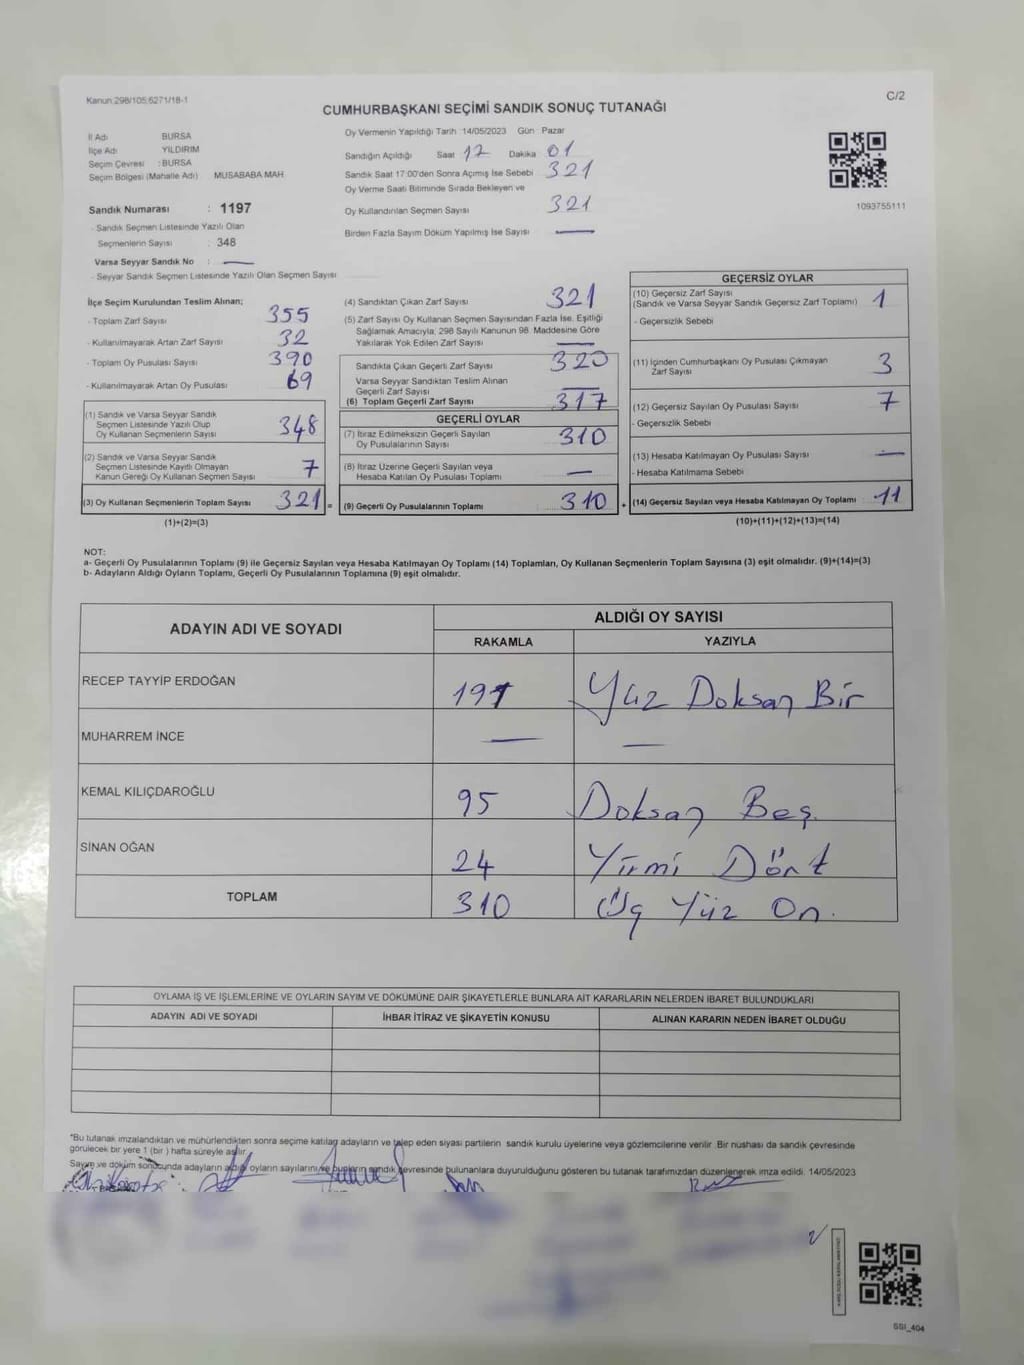 Kanun:298/105;6271/18-1
C/2
CUMHURBAŞKANI SEÇİMİ SANDIK SONUÇ TUTANAĞI
İl Adı BURSA
İlçe Adı YILDIRIM
Seçim Çevresi : BURSA
Seçim Bölgesi (Mahalle Adı) MUSABABA MAH
Sandık Numarası : 1197
- Sandık Seçmen Listesinde Yazılı Olan
Seçmenlerin Sayısı : 348
Varsa Seyyar Sandık No : —
- Seyyar Sandık Seçmen Listesinde Yazılı Olan Seçmen Sayısı
Oy Vermenin Yapıldığı Tarih :14/05/2023 Gün Pazar
Sandığın Açıldığı Saat 17 Dakika 01
Sandık Saat 17:00'den Sonra Açımış İse Sebebi 321
Oy Verme Saati Bitiminde Sırada Bekleyen ve
Oy Kullandırılan Seçmen Sayısı 321
Birden Fazla Sayım Döküm Yapılmış İse Sayısı —
1093755111
İlçe Seçim Kurulundan Teslim Alınan;
- Toplam Zarf Sayısı 355
- Kullanılmayarak Artan Zarf Sayısı 32
- Toplam Oy Pusulası Sayısı 390
- Kullanılmayarak Artan Oy Pusulası 69
(1) Sandık ve Varsa Seyyar Sandık
Seçmen Listesinde Yazılı Olup
Oy Kullanan Seçmenlerin Sayısı 348
(2) Sandık ve Varsa Seyyar Sandık
Seçmen Listesinde Kayıtlı Olmayan
Kanun Gereği Oy Kullanan Seçmen Sayısı 7
(3) Oy Kullanan Seçmenlerin Toplam Sayısı 321 =
(1)+(2)=(3)
(4) Sandıktan Çıkan Zarf Sayısı 321
(5) Zarf Sayısı Oy Kullanan Seçmen Sayısından Fazla İse, Eşitliği
Sağlamak Amacıyla, 298 Sayılı Kanunun 98. Maddesine Göre
Yakılarak Yok Edilen Zarf Sayısı —
Sandıkta Çıkan Geçerli Zarf Sayısı 320
Varsa Seyyar Sandıktan Teslim Alınan
Geçerli Zarf Sayısı —
(6) Toplam Geçerli Zarf Sayısı 317
GEÇERLİ OYLAR
(7) İtiraz Edilmeksizin Geçerli Sayılan
Oy Pusulalarının Sayısı 310
(8) İtiraz Üzerine Geçerli Sayılan veya
Hesaba Katılan Oy Pusulası Toplamı —
(9) Geçerli Oy Pusulalarının Toplamı 310 +
GEÇERSİZ OYLAR
(10) Geçersiz Zarf Sayısı
(Sandık ve Varsa Seyyar Sandık Geçersiz Zarf Toplamı) 1
- Geçersizlik Sebebi
(11) İçinden Cumhurbaşkanı Oy Pusulası Çıkmayan
Zarf Sayısı 3
(12) Geçersiz Sayılan Oy Pusulası Sayısı 7
- Geçersizlik Sebebi
(13) Hesaba Katılmayan Oy Pusulası Sayısı —
- Hesaba Katılmama Sebebi
(14) Geçersiz Sayılan veya Hesaba Katılmayan Oy Toplamı 11
(10)+(11)+(12)+(13)=(14)
NOT:
a- Geçerli Oy Pusulalarının Toplamı (9) ile Geçersiz Sayılan veya Hesaba Katılmayan Oy Toplamı (14) Toplamları, Oy Kullanan Seçmenlerin Toplam Sayısına (3) eşit olmalıdır. (9)+(14)=(3)
b- Adayların Aldığı Oyların Toplamı, Geçerli Oy Pusulalarının Toplamına (9) eşit olmalıdır.
ADAYIN ADI VE SOYADI
ALDIĞI OY SAYISI
RAKAMLA YAZIYLA
RECEP TAYYİP ERDOĞAN 191 Yüz Doksan Bir
MUHARREM İNCE — —
KEMAL KILIÇDAROĞLU 95 Doksan Beş
SİNAN OĞAN 24 Yirmi Dört
TOPLAM 310 Üç Yüz On.
OYLAMA İŞ VE İŞLEMLERİNE VE OYLARIN SAYIM VE DÖKÜMÜNE DAİR ŞİKAYETLERLE BUNLARA AİT KARARLARIN NELERDEN İBARET BULUNDUKLARI
ADAYIN ADI VE SOYADI İHBAR İTİRAZ VE ŞİKAYETİN KONUSU ALINAN KARARIN NEDEN İBARET OLDUĞU
*Bu tutanak imzalandıktan ve mühürlendikten sonra seçime katılan adayların ve talep eden siyasi partilerin sandık kurulu üyelerine veya gözlemcilerine verilir. Bir nüshası da sandık çevresinde
görülecek bir yere 1 (bir ) hafta süreyle asılır.
Sayım ve döküm sonucunda adayların aldığı oyların sayılarını ve bunların sandık çevresinde bulunanlara duyurulduğunu gösteren bu tutanak tarafımızdan düzenlenerek imza edildi. 14/05/2023
SSI_404